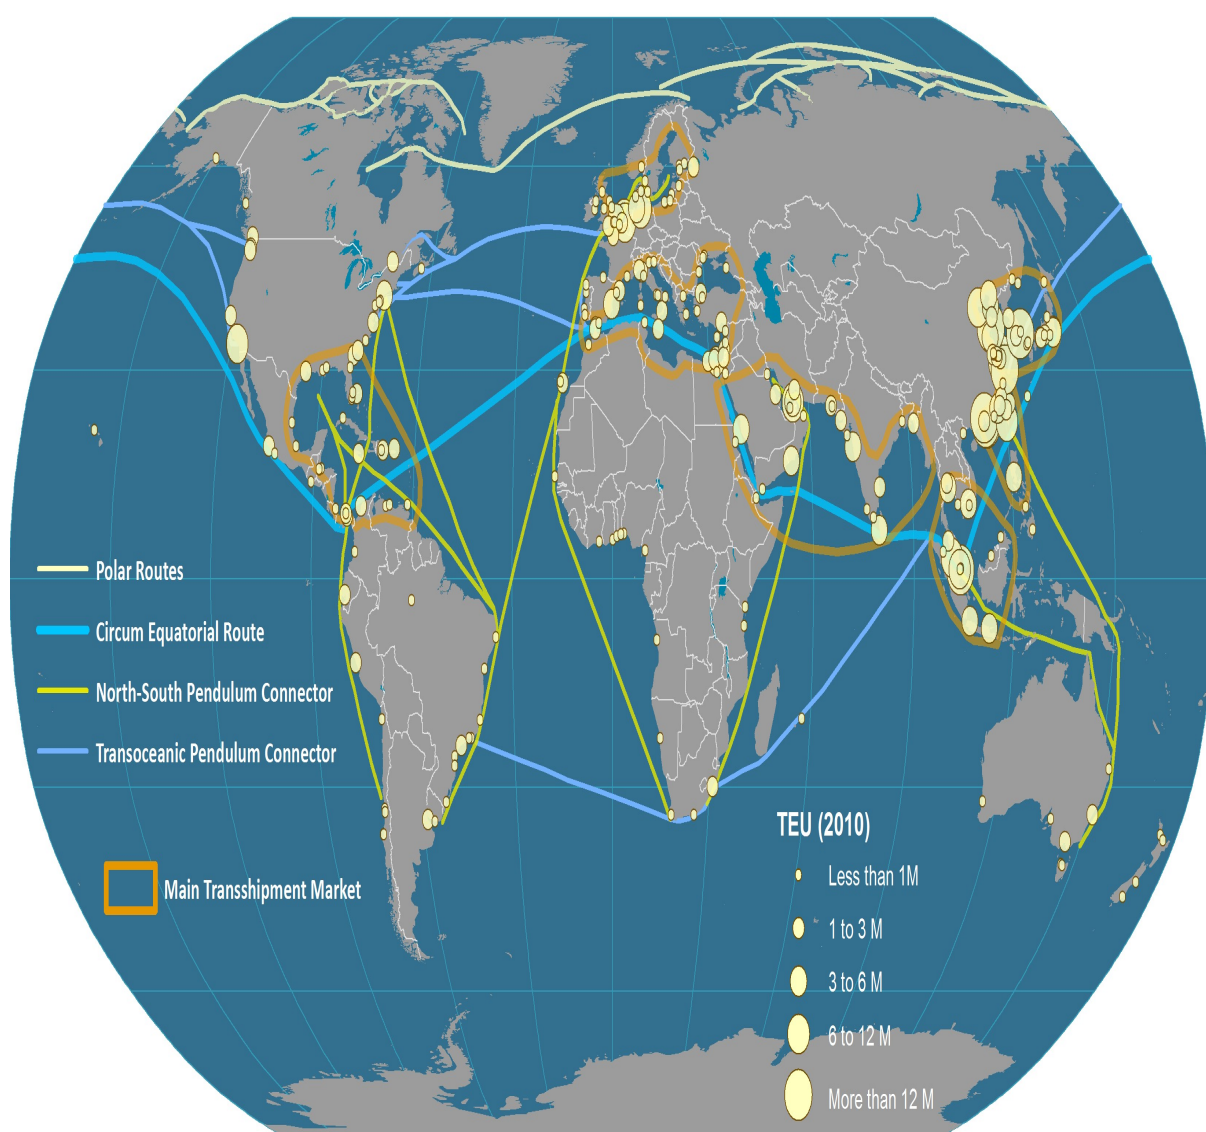 Polar Routes
Circum Equatorial Route
North-South Pendulum Connector
Transoceanic Pendulum Connector
Main Transshipment Market
TEU (2010)
Less than 1M
1 to 3 M
3 to 6 M
6 to 12 M
More than 12 M